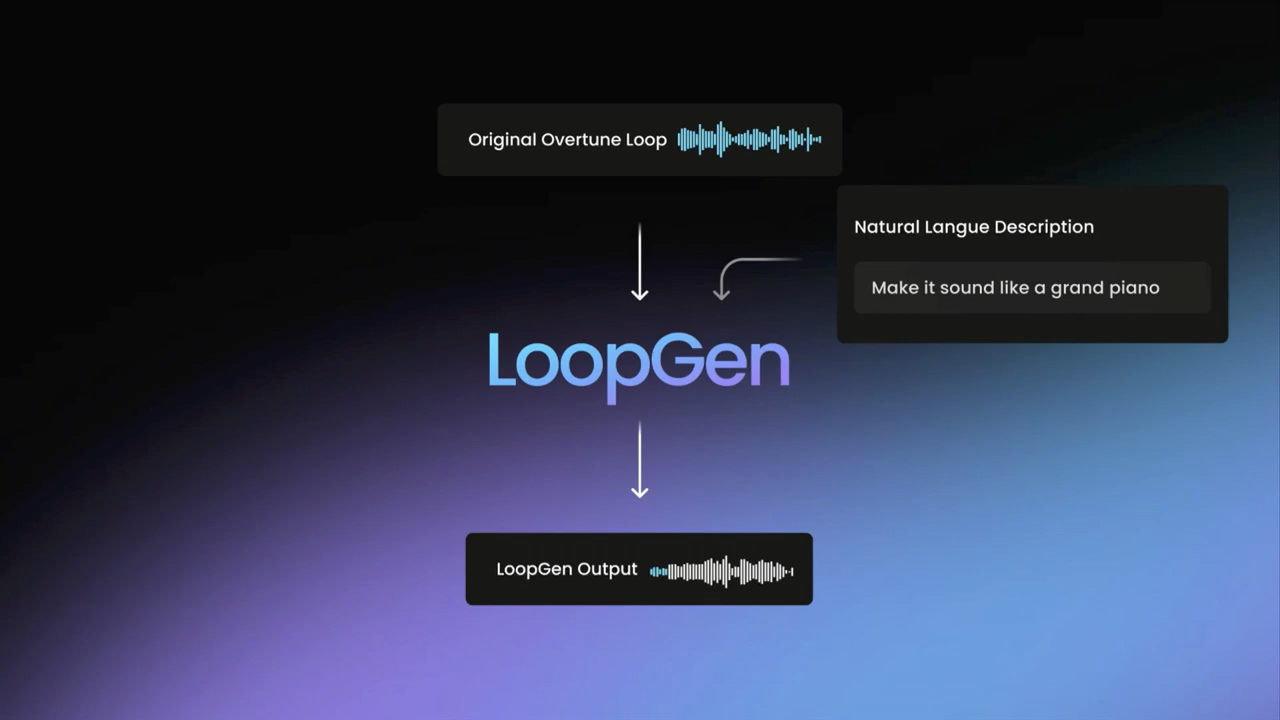 Original Overtune Loop
Natural Langue Description
Make it sound like a grand piano
LoopGen
LoopGen Output